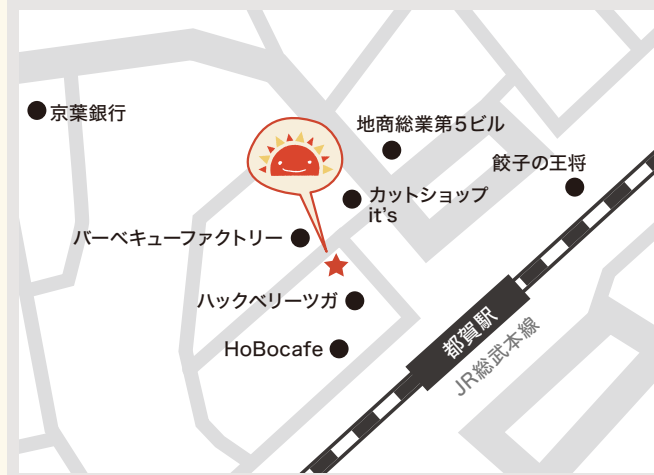 京葉銀行
地商総業第5ビル
餃子の王将
カットショップ
it's
バーベキューファクトリー
ハックベリーツガ
HoBocafe
都賀駅
JR総武本線